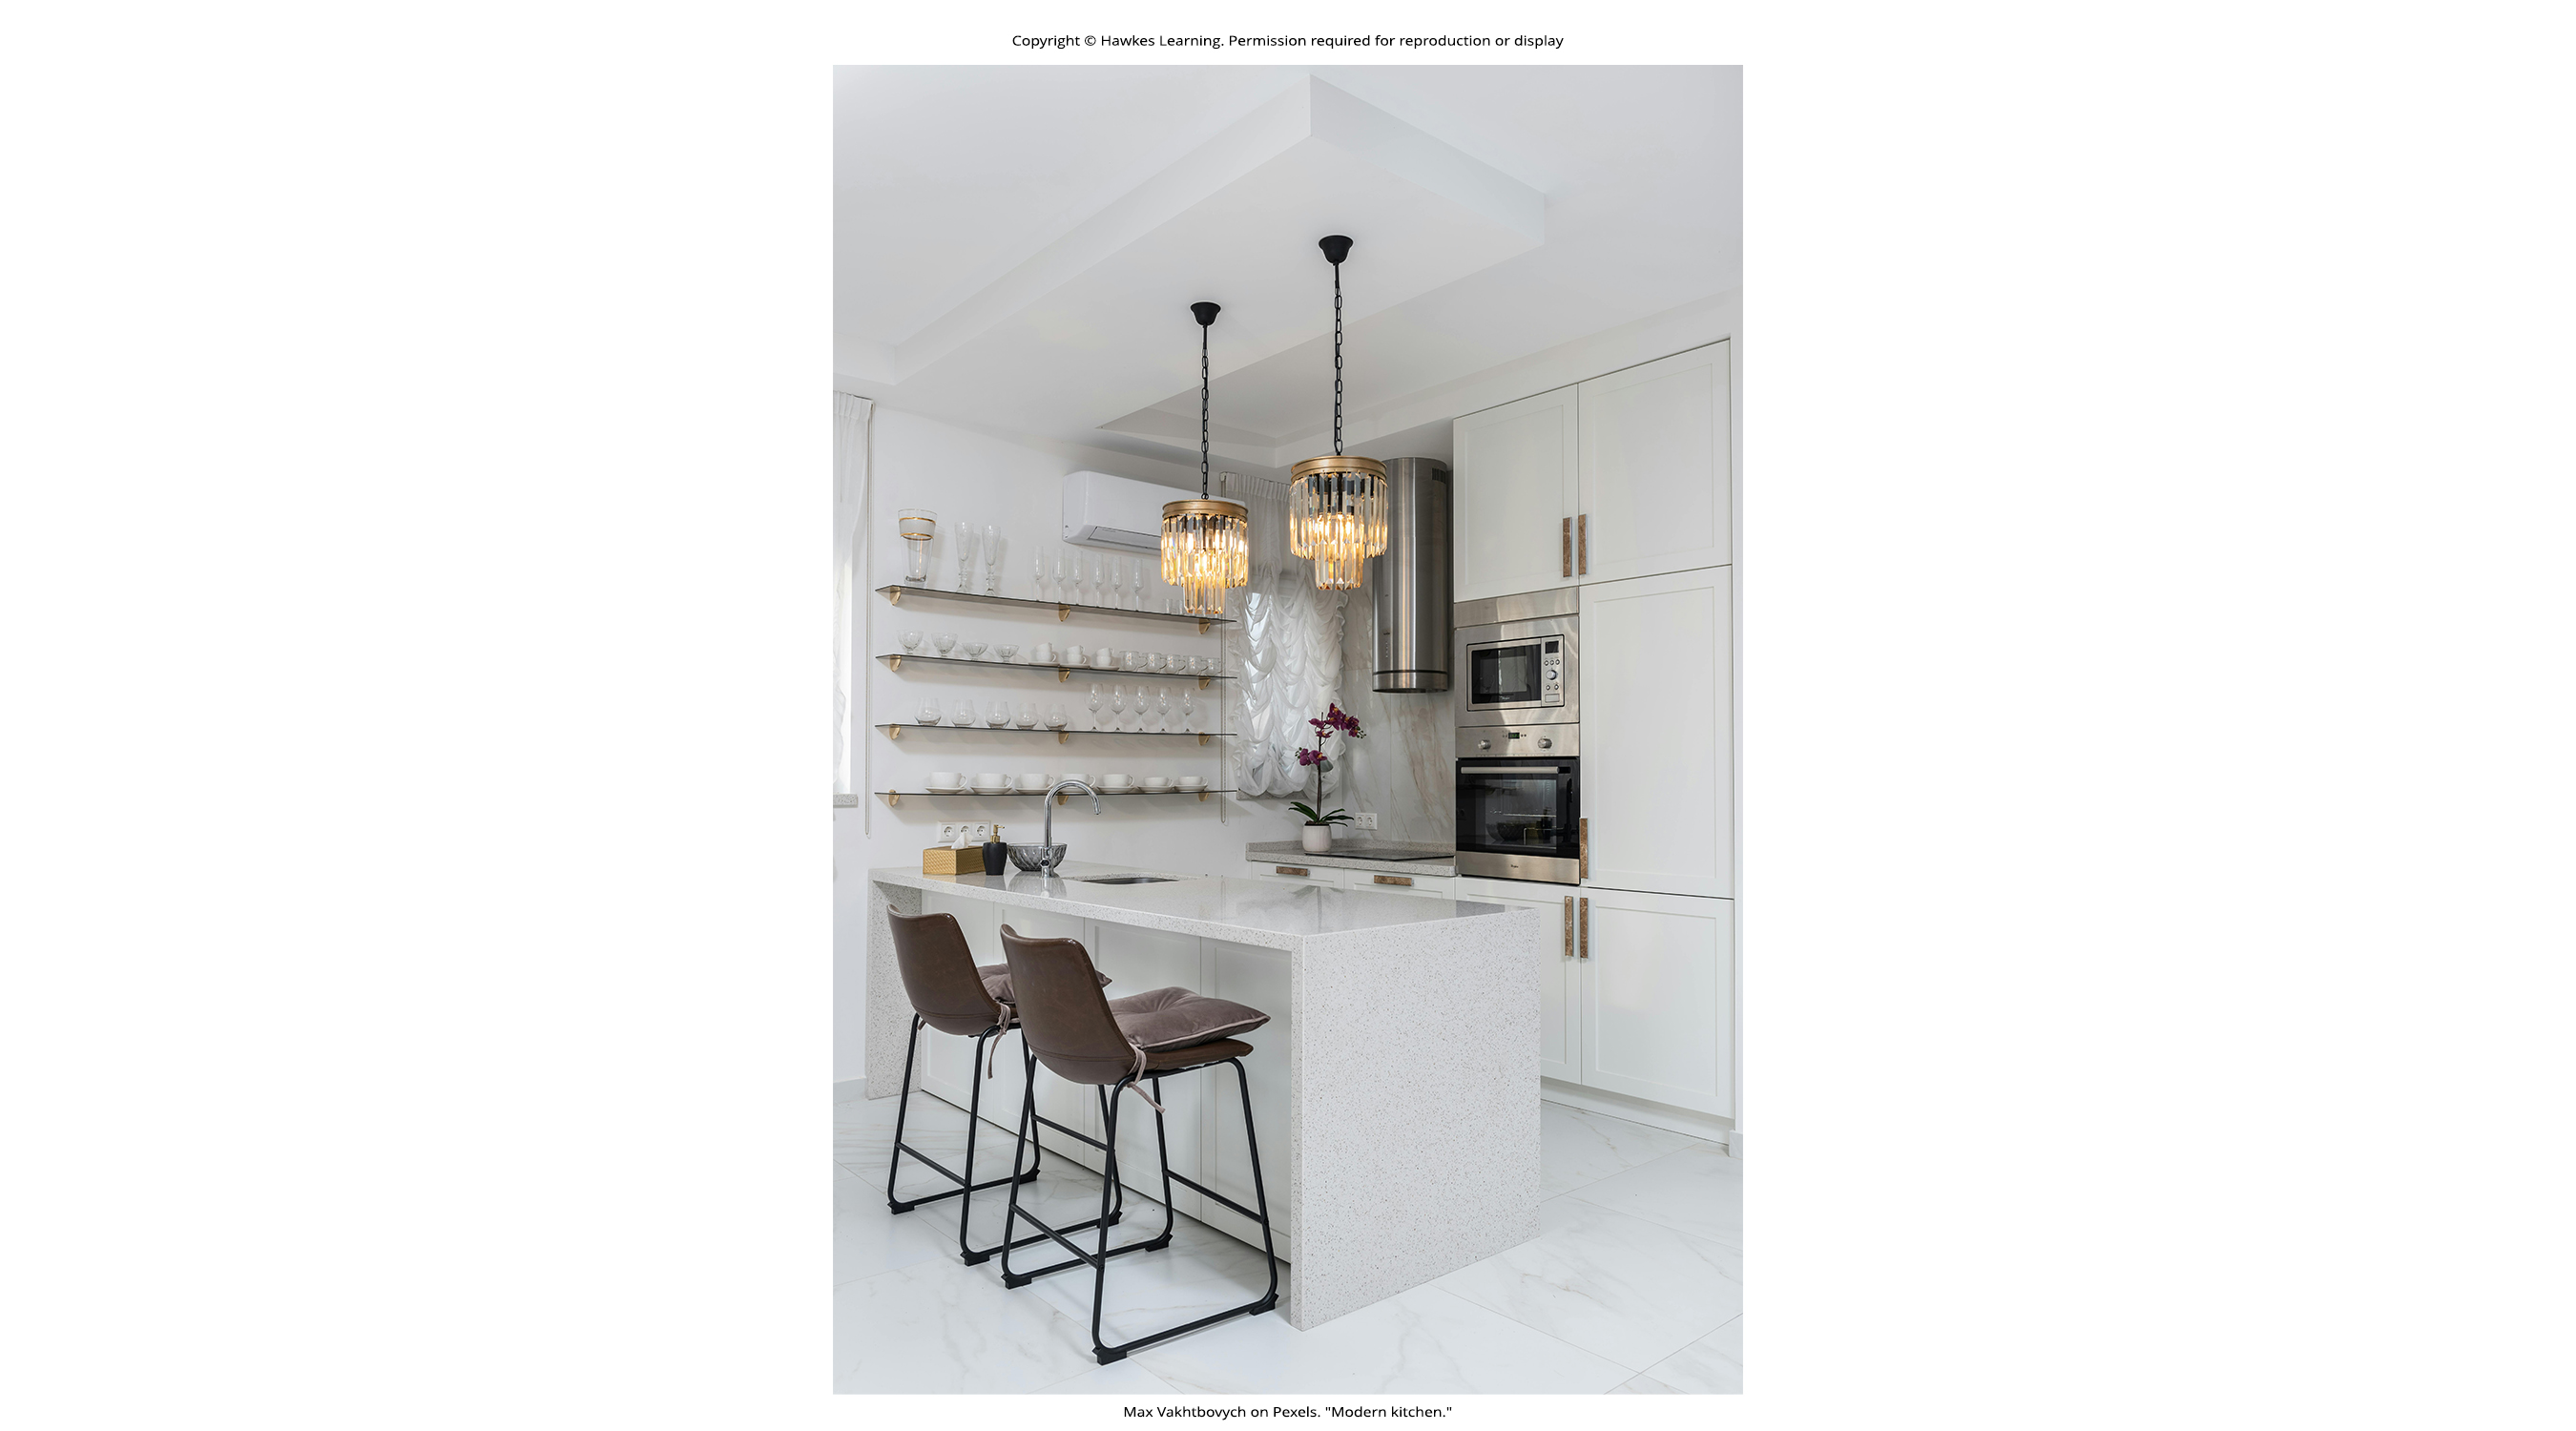 Copyright © Hawkes Learning. Permission required for reproduction or display
Max Vakhtbovych on Pexels. "Modern kitchen."